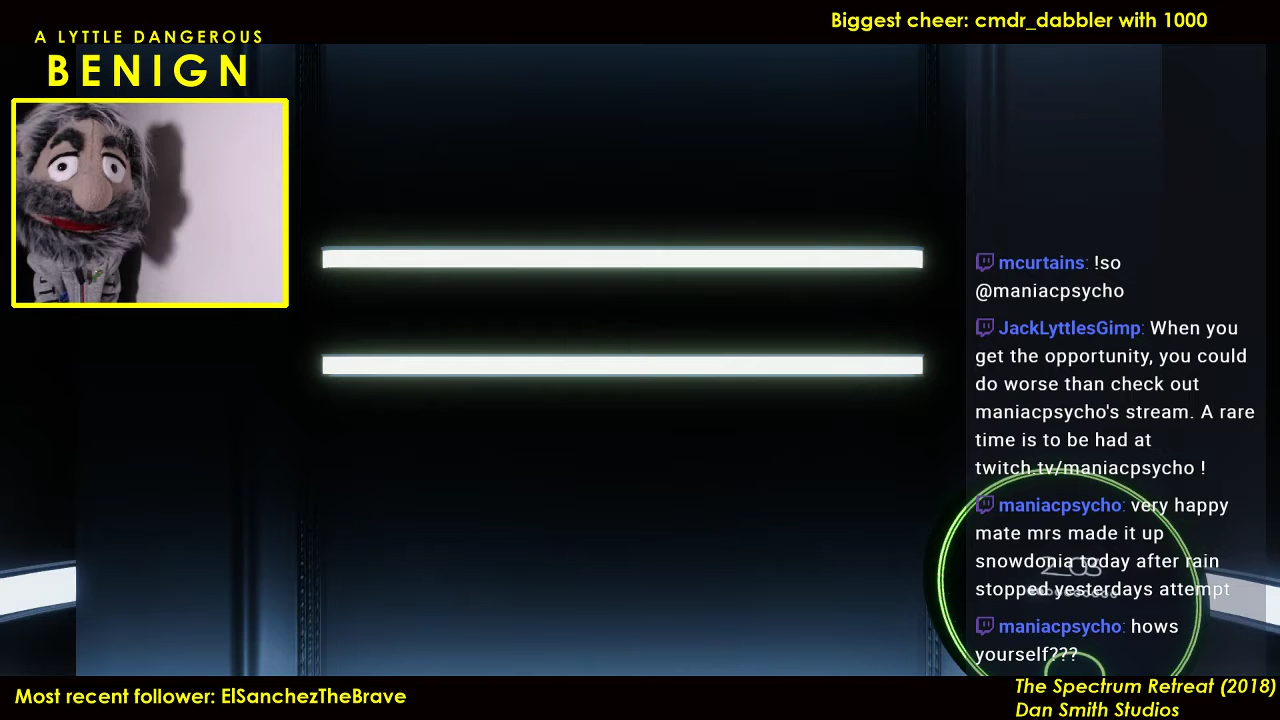 A LYTTLE DANGEROUS
BENIGN
Biggest cheer: cmdr_dabbler with 1000
mcurtains: !so
@maniacpsycho
JackLyttlesGimp: When you
get the opportunity, you could
do worse than check out
maniacpsycho's stream. A rare
time is to be had at
twitch.tv/maniacpsycho !
maniacpsycho: very happy
mate mrs made it up
snowdonia today after rain
stopped yesterdays attempt
maniacpsycho: hows
yourself???
Most recent follower: ElSanchezTheBrave
The Spectrum Retreat (2018)
Dan Smith Studios